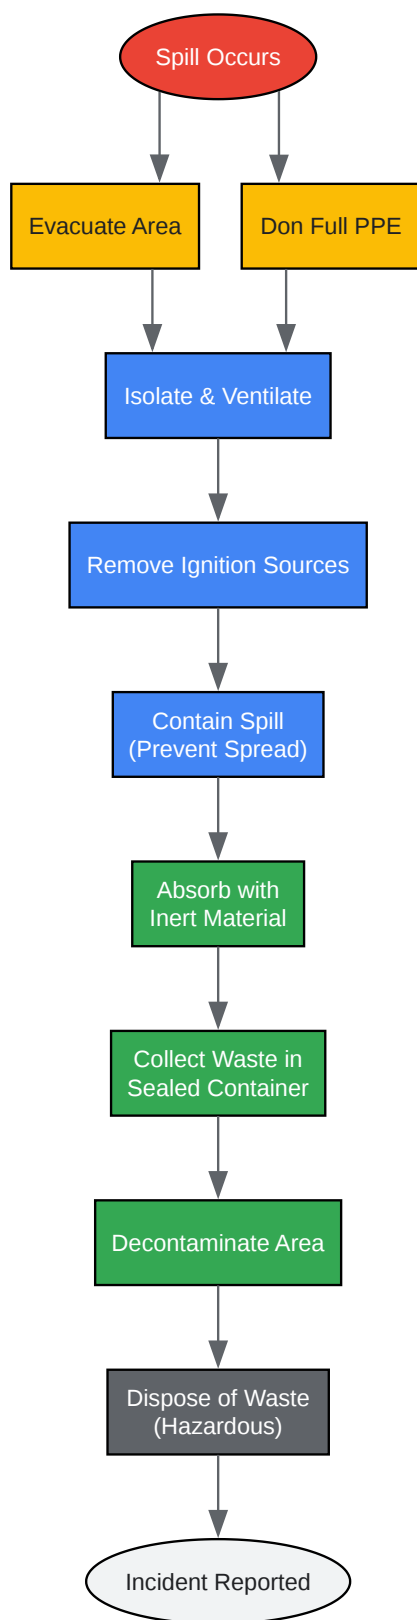 Spill Occurs
Evacuate Area
Don Full PPE
Isolate & Ventilate
Remove Ignition Sources
Contain Spill
(Prevent Spread)
Absorb with
Inert Material
Collect Waste in
Sealed Container
Decontaminate Area
Dispose of Waste
(Hazardous)
Incident Reported